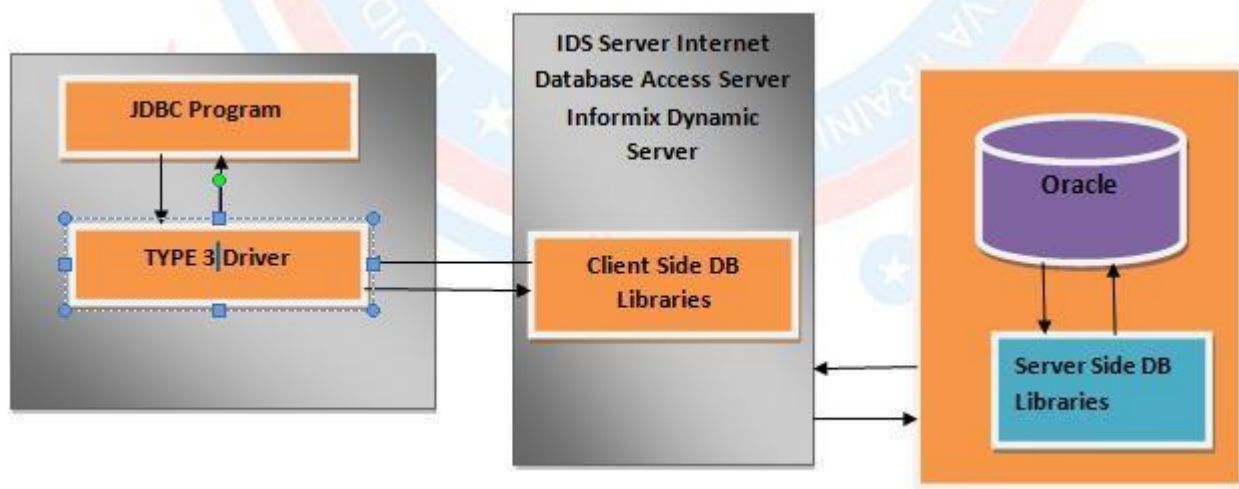 JDBC Program
TYPE 3 Driver
IDS Server Internet
Database Access Server
Informix Dynamic
Server
Client Side DB
Libraries
Oracle
Server Side DB
Libraries